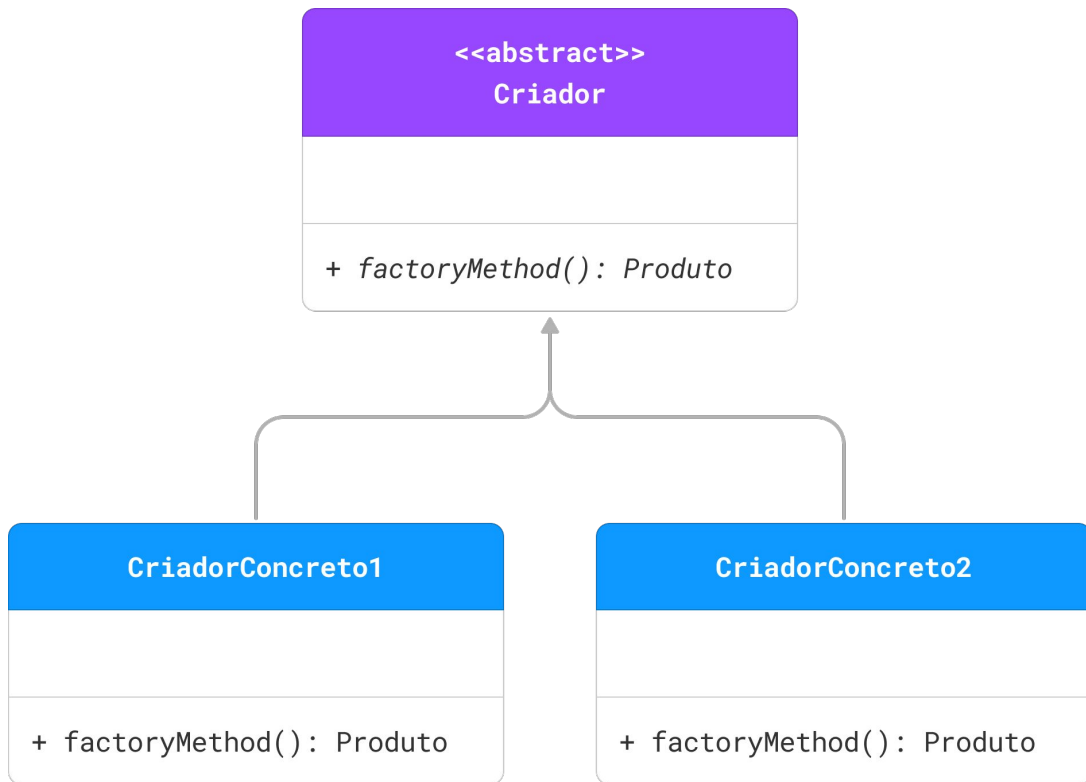 <<abstract>>
Criador
+ factoryMethod(): Produto
CriadorConcreto1
CriadorConcreto2
+ factoryMethod(): Produto
+ factoryMethod(): Produto